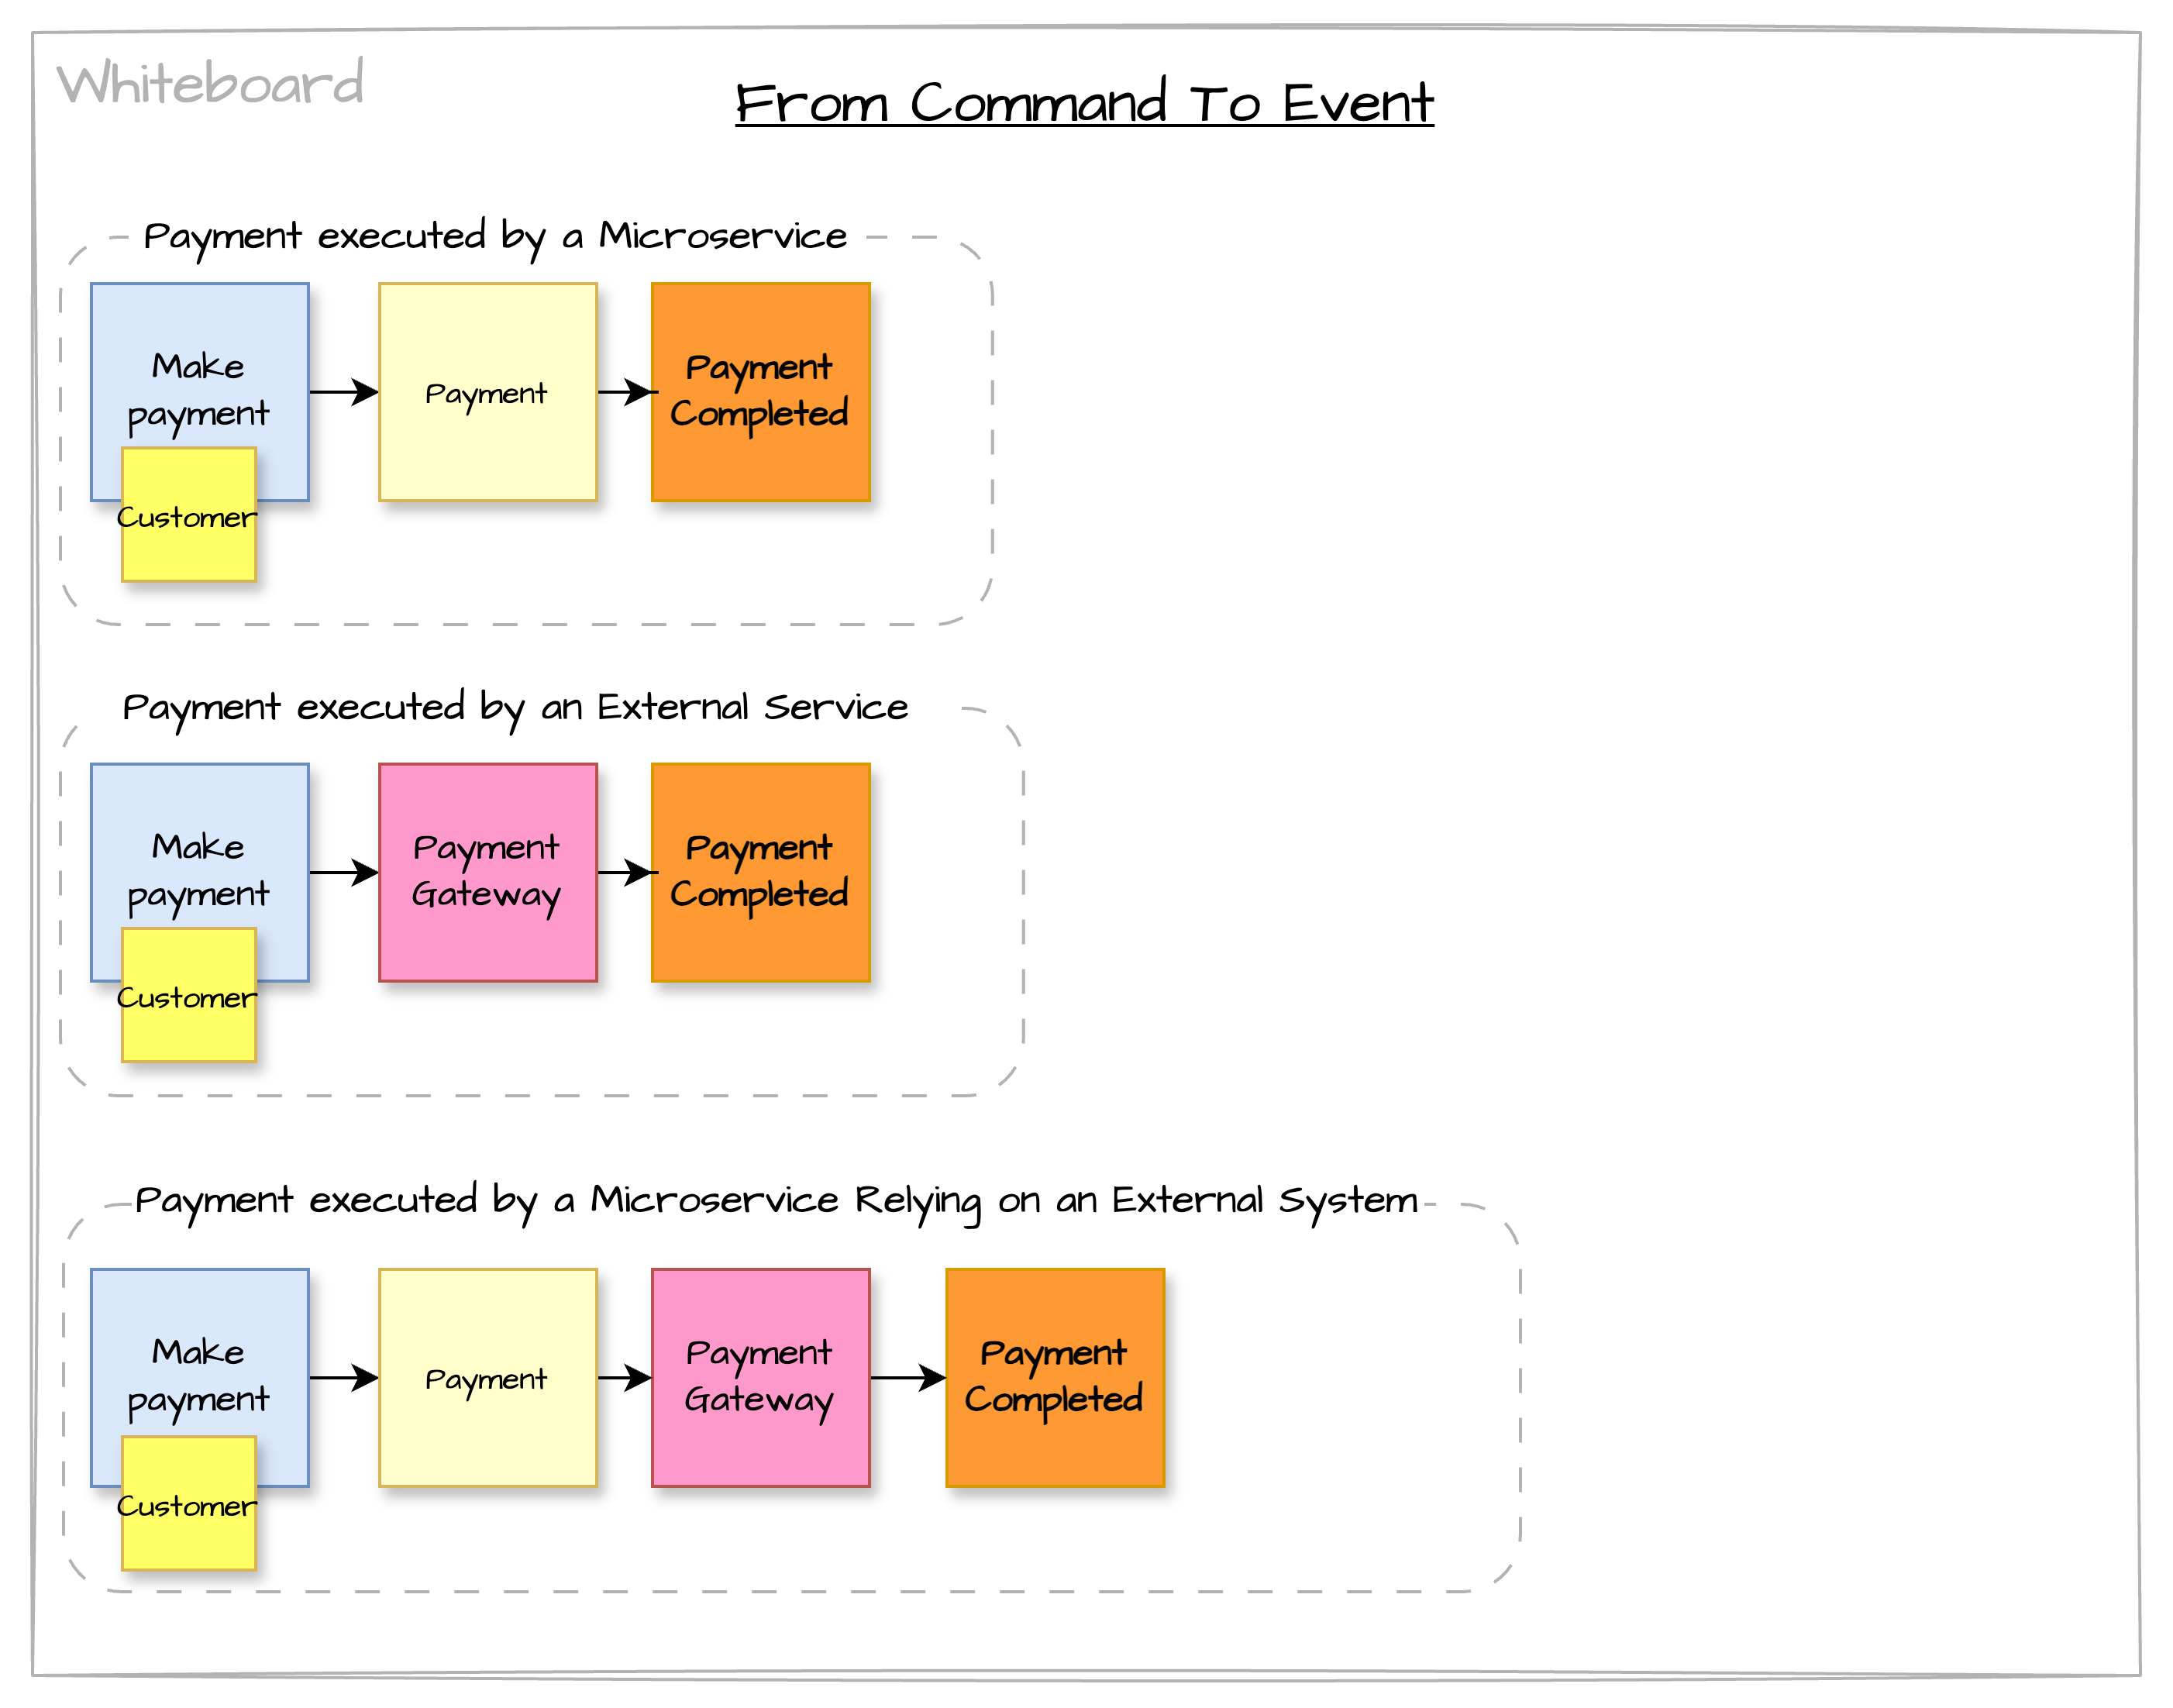 Whiteboard
From Command To Event
Payment executed by a Microservice
Make
payment
Customer
Payment
Payment
Completed
Payment executed by an External Service
Make
payment
Customer
Payment
Gateway
Payment
Completed
Payment executed by a Microservice Relying on an External System
Make
payment
Customer
Payment
Payment
Gateway
Payment
Completed